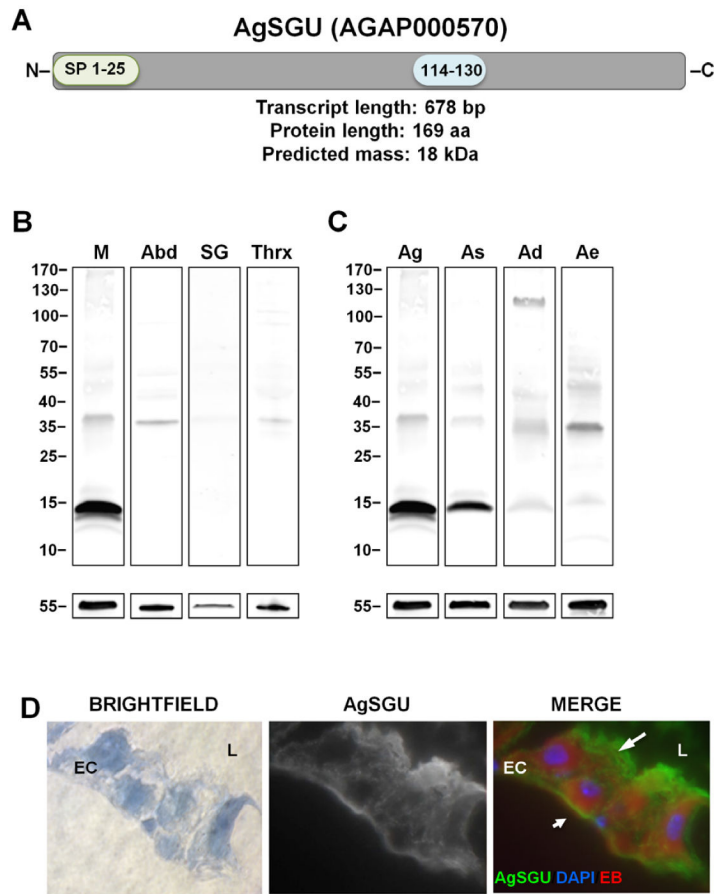 A
AgSGU (AGAP000570)
N– SP 1-25 114-130 –C
Transcript length: 678 bp
Protein length: 169 aa
Predicted mass: 18 kDa
B
M Abd SG Thrx
170–
130–
100–
70–
55–
40–
35–
25–
15–
10–
55–
C
Ag As Ad Ae
170–
130–
100–
70–
55–
40–
35–
25–
15–
10–
55–
D
BRIGHTFIELD AgSGU MERGE
L
EC
L
EC
AgSGU DAPI EB